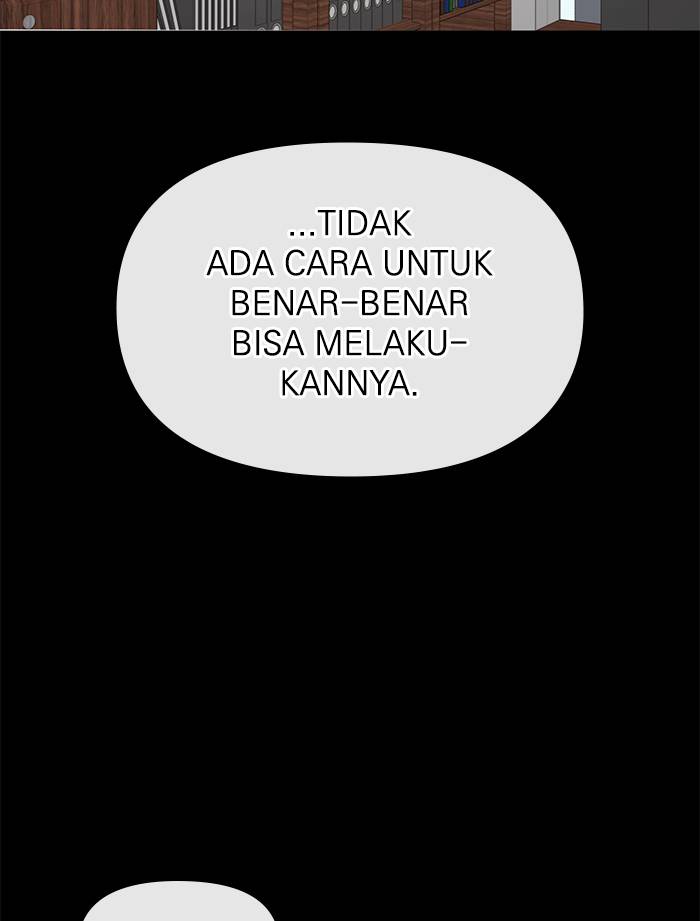 ...TIDAK
ADA CARA UNTUK
BENAR-BENAR
BISA MELAKU-
KANNYA.